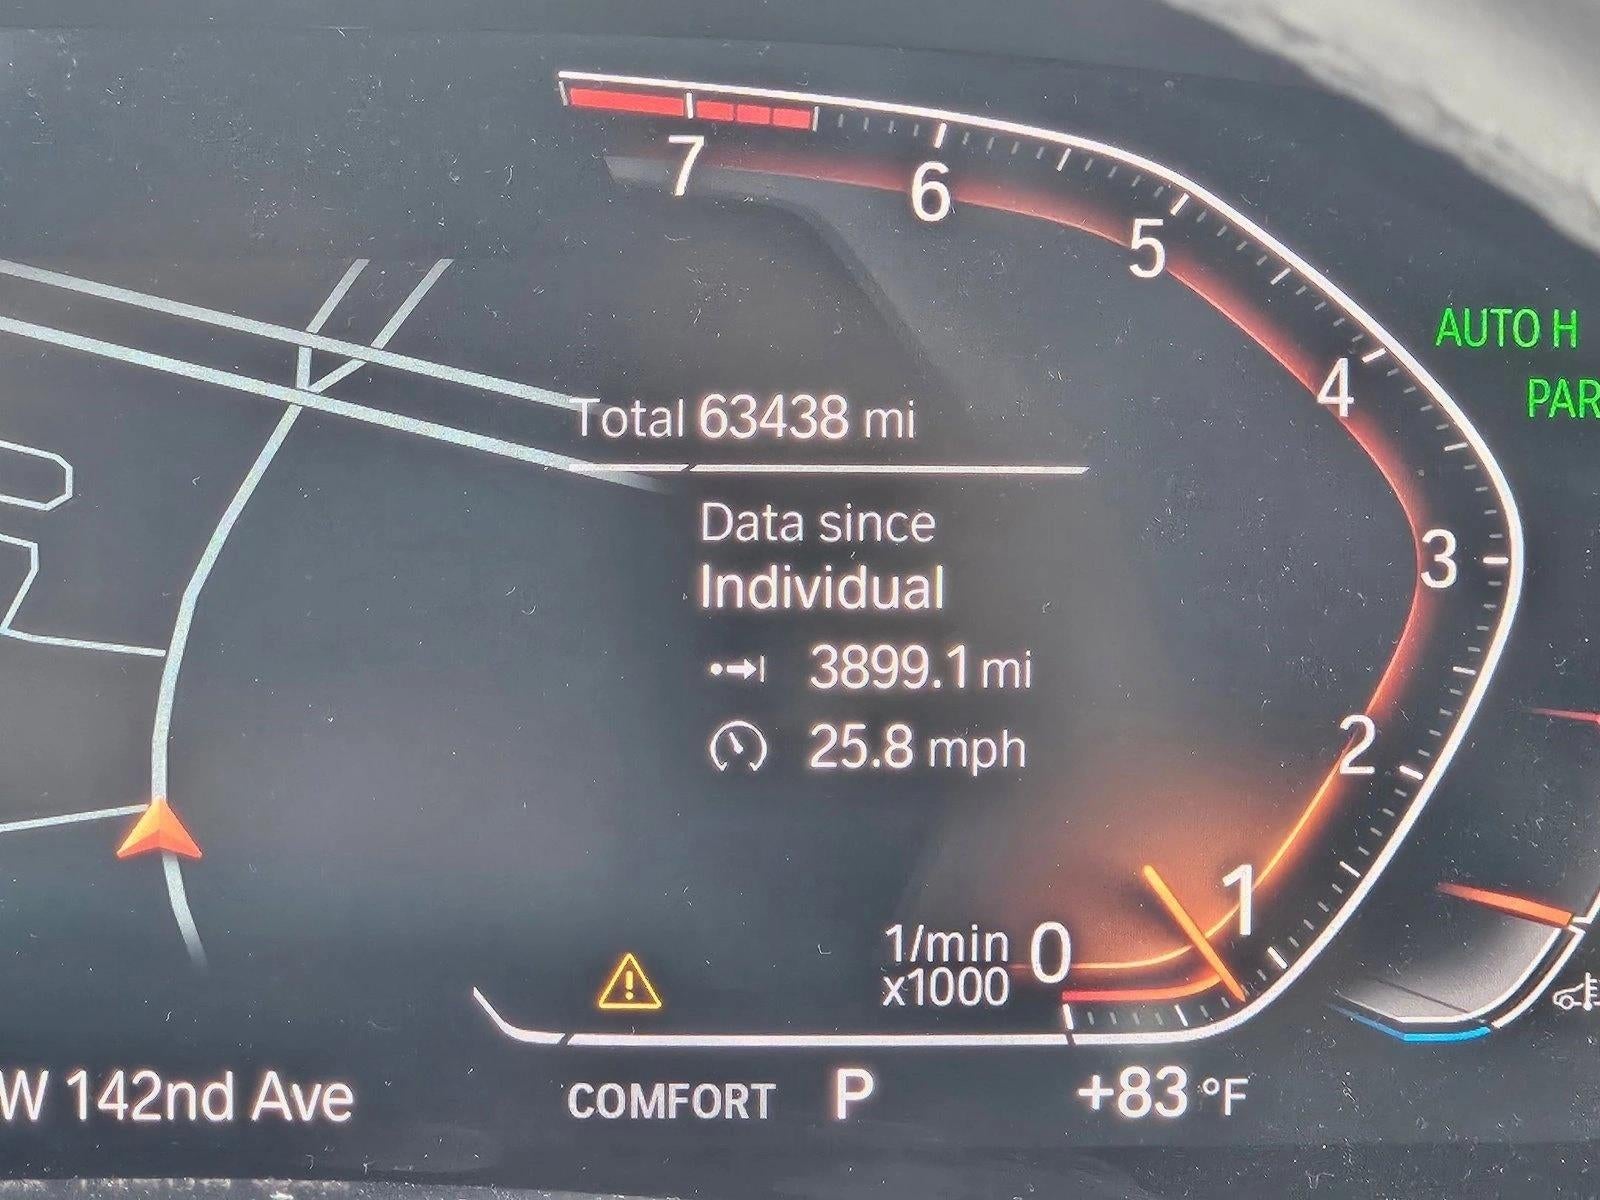 7
6
5
AUTO H
4
PAR
Total 63438 mi
Data since
3
Individual
3899.1 mi
25.8 mph
2
1
1/min 0
x1000
W 142nd Ave
COMFORT P +83 °F